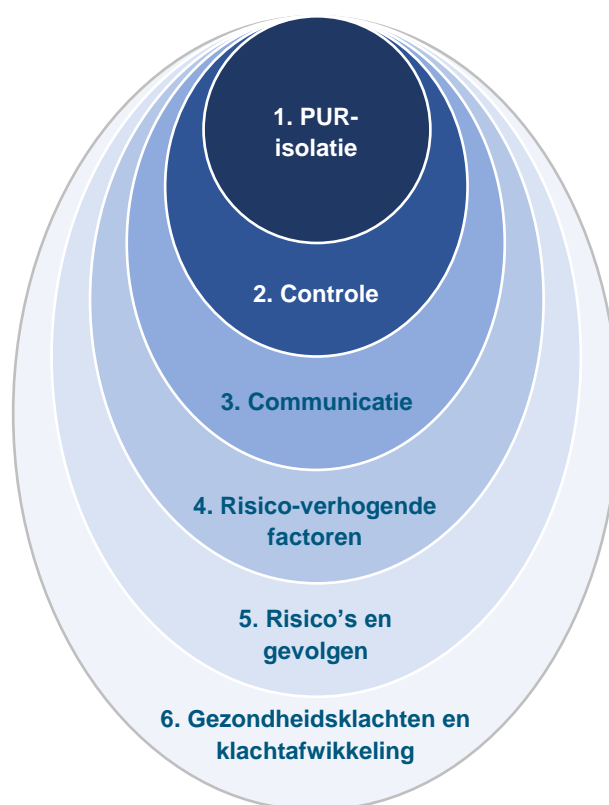 1. PUR-
isolatie
2. Controle
3. Communicatie
4. Risico-verhogende
factoren
5. Risico’s en
gevolgen
6. Gezondheidsklachten en
klachtafwikkeling